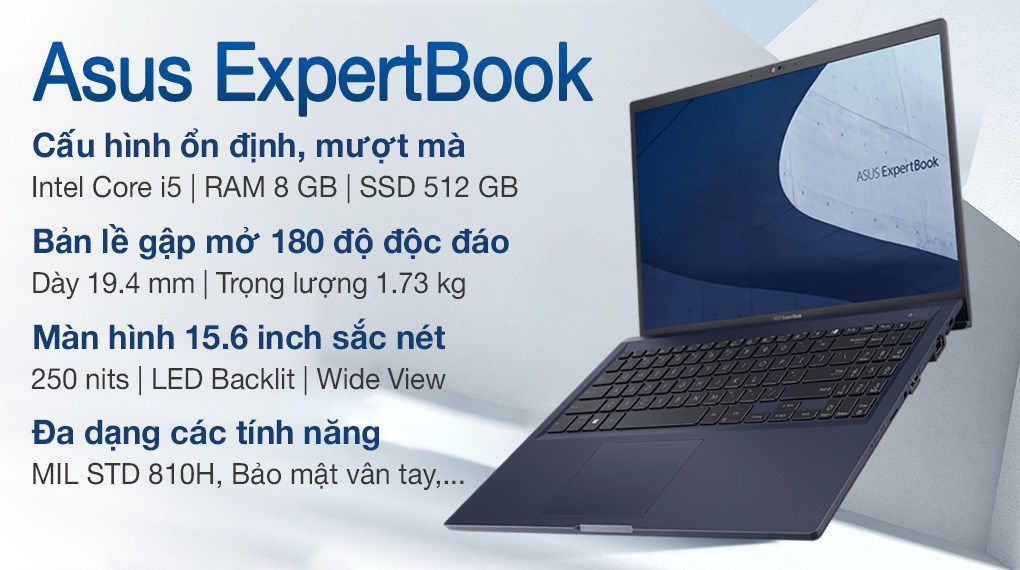 Asus ExpertBook
Cấu hình ổn định, mượt mà
Intel Core i5 | RAM 8 GB | SSD 512 GB
Bản lề gập mở 180 độ độc đáo
Dày 19.4 mm | Trọng lượng 1.73 kg
Màn hình 15.6 inch sắc nét
250 nits | LED Backlit | Wide View
Đa dạng các tính năng
MIL STD 810H, Bảo mật vân tay,...
ASUS ExpertBook
ASUS ExpertBook